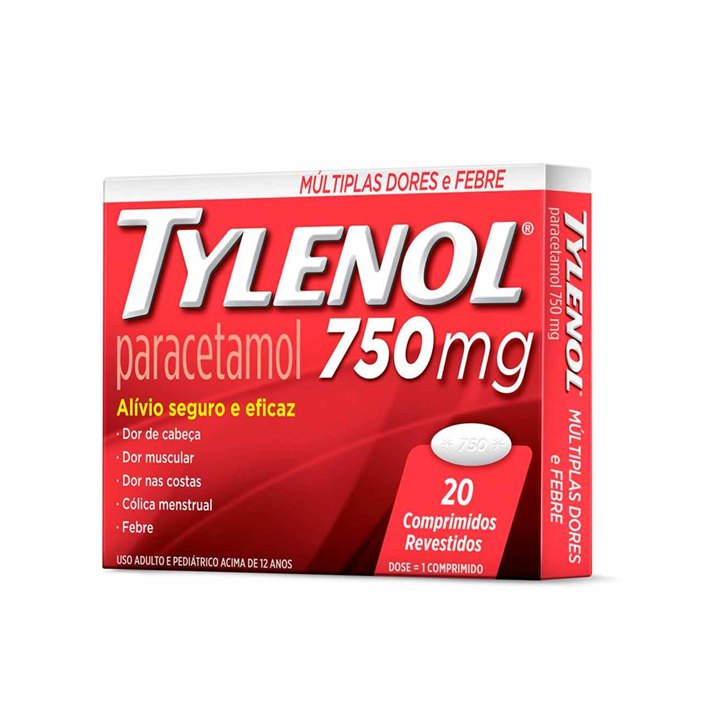 MÚLTIPLAS DORES e FEBRE
TYLENOL®
paracetamol 750mg
Alívio seguro e eficaz
· Dor de cabeça
· Dor muscular
· Dor nas costas
· Cólica menstrual
· Febre
USO ADULTO E PEDIÁTRICO ACIMA DE 12 ANOS
* 750 *
20
Comprimidos
Revestidos
DOSE = 1 COMPRIMIDO
TYLENOL®
paracetamol 750 mg
MÚLTIPLAS DORES
e FEBRE